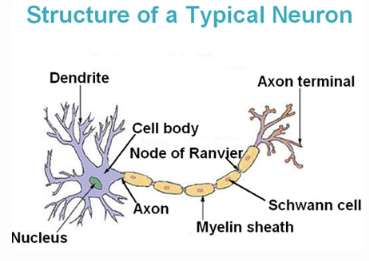 Structure of a Typical Neuron
Dendrite
Axon terminal
Cell body
Node of Ranvier
Axon
Schwann cell
Myelin sheath
Nucleus